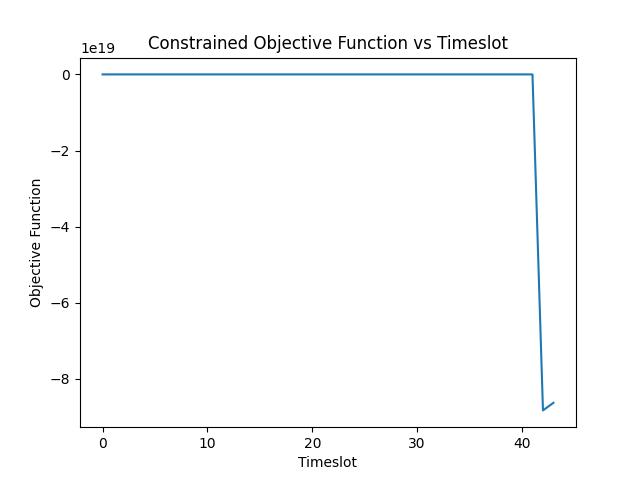 Constrained Objective Function vs Timeslot
1e19
0
−2
−4
−6
−8
Objective Function
0 10 20 30 40
Timeslot